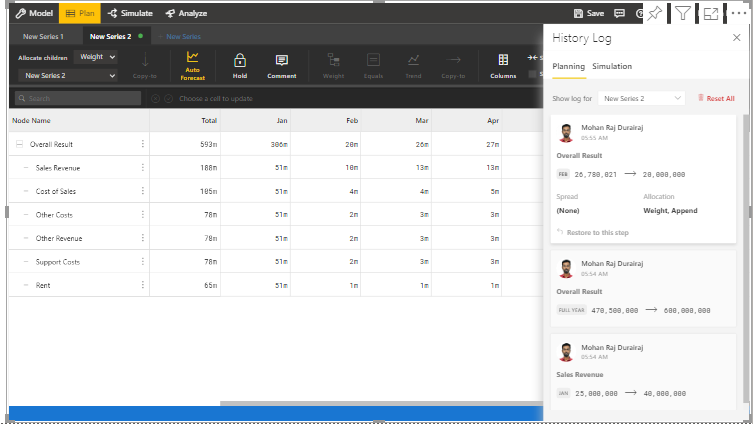 Model Plan Simulate Analyze Save
New Series 1 New Series 2 + New Series
Allocate children Weight
New Series 2
Copy-to Auto Forecast Hold Comment Weight Equals Trend Copy-to Columns
Search Choose a cell to update
Node Name Total Jan Feb Mar Apr
Overall Result 593m 306m 20m 26m 27m
Sales Revenue 188m 51m 10m 13m 13m
Cost of Sales 105m 51m 4m 4m 5m
Other Costs 78m 51m 2m 3m 3m
Other Revenue 78m 51m 2m 3m 3m
Support Costs 78m 51m 2m 3m 3m
Rent 65m 51m 1m 1m 1m
History Log
Planning Simulation
Show log for New Series 2 Reset All
Mohan Raj Durairaj
05:55 AM
Overall Result
FEB 26,780,021 → 20,000,000
Spread Allocation
(None) Weight, Append
Restore to this step
Mohan Raj Durairaj
05:54 AM
Overall Result
FULL YEAR 470,500,000 → 600,000,000
Mohan Raj Durairaj
05:54 AM
Sales Revenue
JAN 25,000,000 → 40,000,000